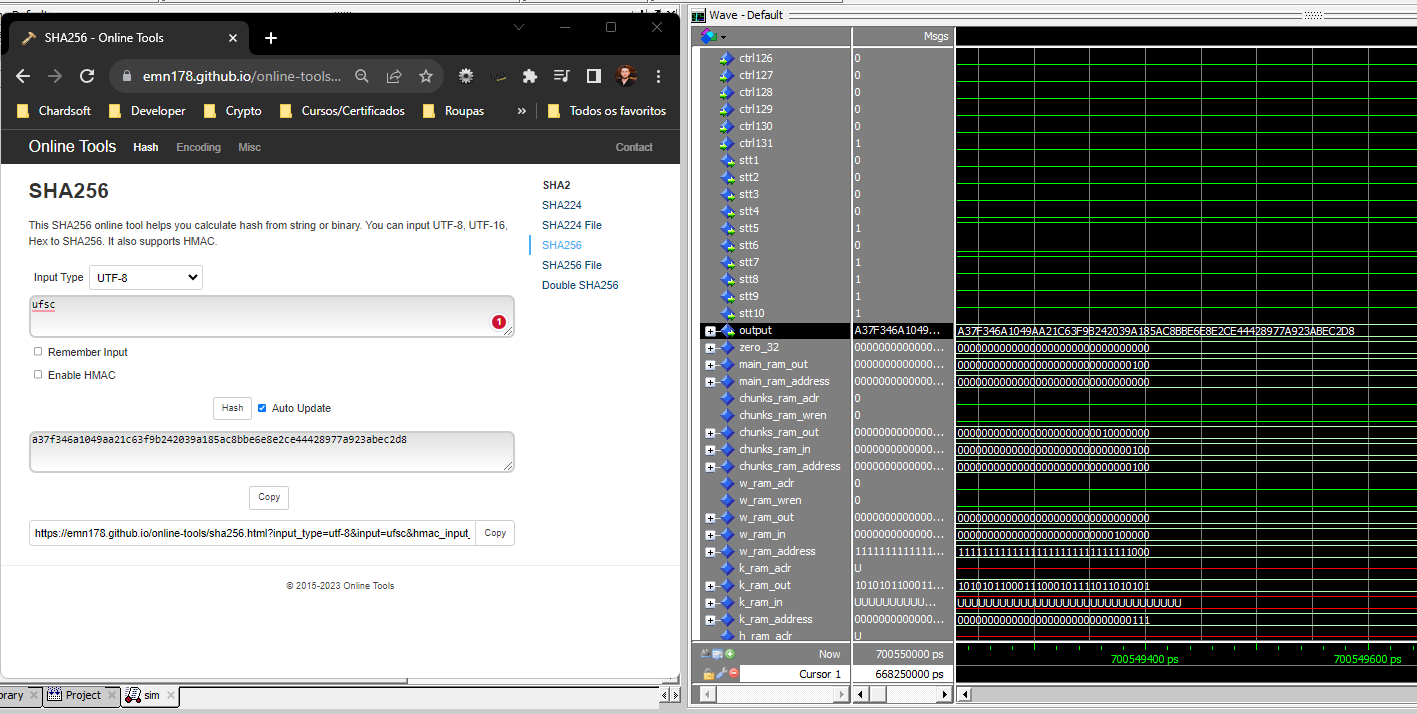 SHA256 - Online Tools
emn178.github.io/online-tools...
Chardsoft
Developer
Crypto
Cursos/Certificados
Roupas
»
Todos os favoritos
Online Tools
Hash
Encoding
Misc
Contact
SHA256
This SHA256 online tool helps you calculate hash from string or binary. You can input UTF-8, UTF-16,
Hex to SHA256. It also supports HMAC.
Input Type
UTF-8
ufsc
1
Remember Input
Enable HMAC
Hash
Auto Update
a37f346a1049aa21c63f9b242039a185ac8bbe6e8e2ce44428977a923abec2d8
Copy
https://emn178.github.io/online-tools/sha256.html?input_type=utf-8&input=ufsc&hmac_input_
Copy
© 2015-2023 Online Tools
SHA2
SHA224
SHA224 File
SHA256
SHA256 File
Double SHA256
Project
sim
Wave - Default
Msgs
ctrl126 0
ctrl127 0
ctrl128 0
ctrl129 0
ctrl130 0
ctrl131 1
stt1 0
stt2 0
stt3 0
stt4 0
stt5 1
stt6 0
stt7 1
stt8 1
stt9 1
stt10 1
output A37F346A1049... A37F346A1049AA21C63F9B242039A185AC8BBE6E8E2CE44428977A923ABEC2D8
zero_32 0000000000000... 00000000000000000000000000000000
main_ram_out 0000000000000... 00000000000000000000000000000100
main_ram_address 0000000000000... 00000000000000000000000000000000
chunks_ram_aclr 0
chunks_ram_wren 0
chunks_ram_out 0000000000000... 00000000000000000000000010000000
chunks_ram_in 0000000000000... 00000000000000000000000000000100
chunks_ram_address 0000000000000... 00000000000000000000000000000100
w_ram_aclr 0
w_ram_wren 0
w_ram_out 0000000000000... 00000000000000000000000000000000
w_ram_in 0000000000000... 00000000000000000000000000100000
w_ram_address 1111111111111... 11111111111111111111111111111000
k_ram_aclr U
k_ram_out 1010101100011... 10101011000111000101111011010101
k_ram_in UUUUUUUUUU... UUUUUUUUUUUUUUUUUUUUUUUUUUUUUUUU
k_ram_address 0000000000000... 00000000000000000000000000000111
h_ram_aclr U
Now 700550000 ps
700549400 ps
700549600 ps
Cursor 1 668250000 ps